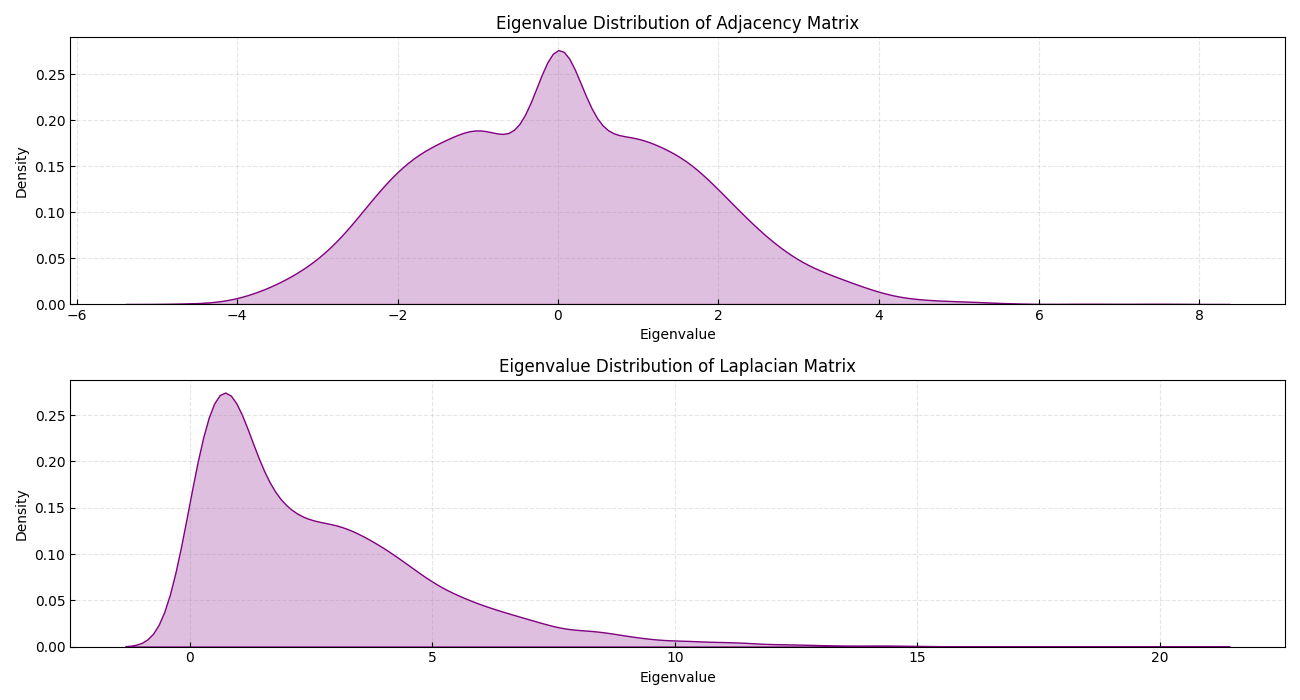 Eigenvalue Distribution of Adjacency Matrix
0.25
0.20
0.15
0.10
0.05
0.00
Density
−6 −4 −2 0 2 4 6 8
Eigenvalue
Eigenvalue Distribution of Laplacian Matrix
0.25
0.20
0.15
0.10
0.05
0.00
Density
0 5 10 15 20
Eigenvalue